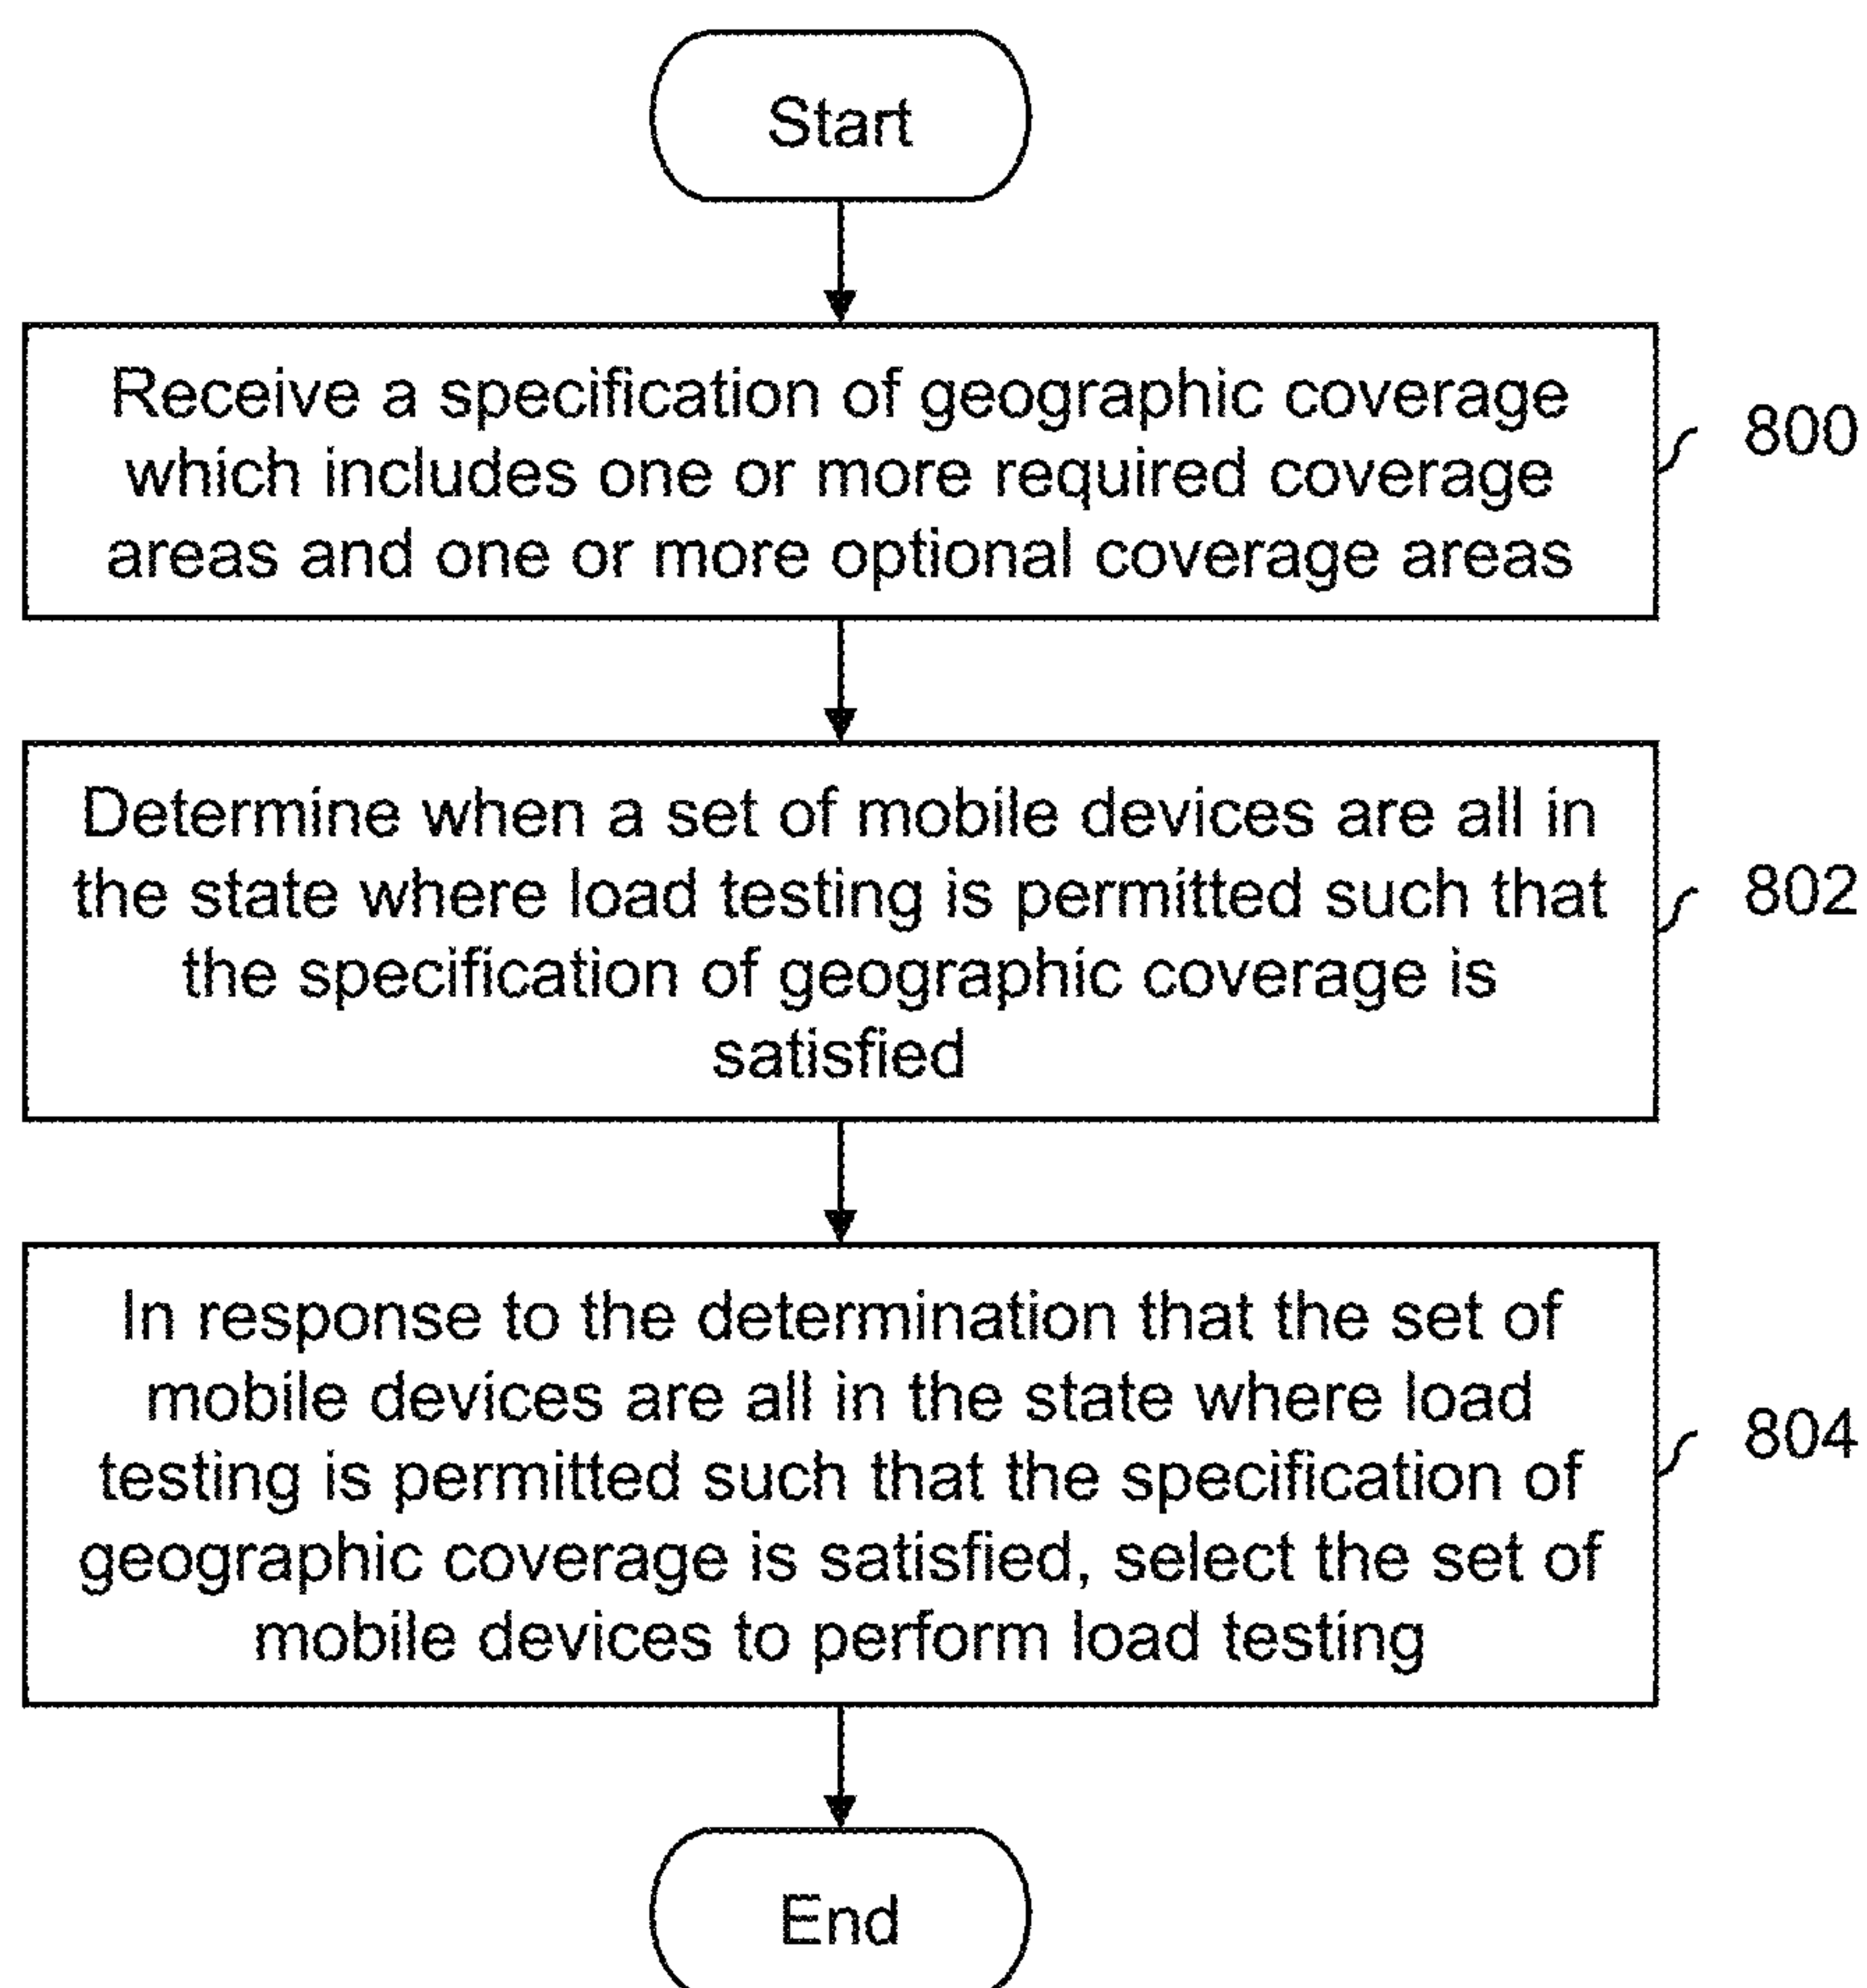 Start
Receive a specification of geographic coverage
which includes one or more required coverage
areas and one or more optional coverage areas
800
Determine when a set of mobile devices are all in
the state where load testing is permitted such that
the specification of geographic coverage is
satisfied
802
In response to the determination that the set of
mobile devices are all in the state where load
testing is permitted such that the specification of
geographic coverage is satisfied, select the set of
mobile devices to perform load testing
804
End